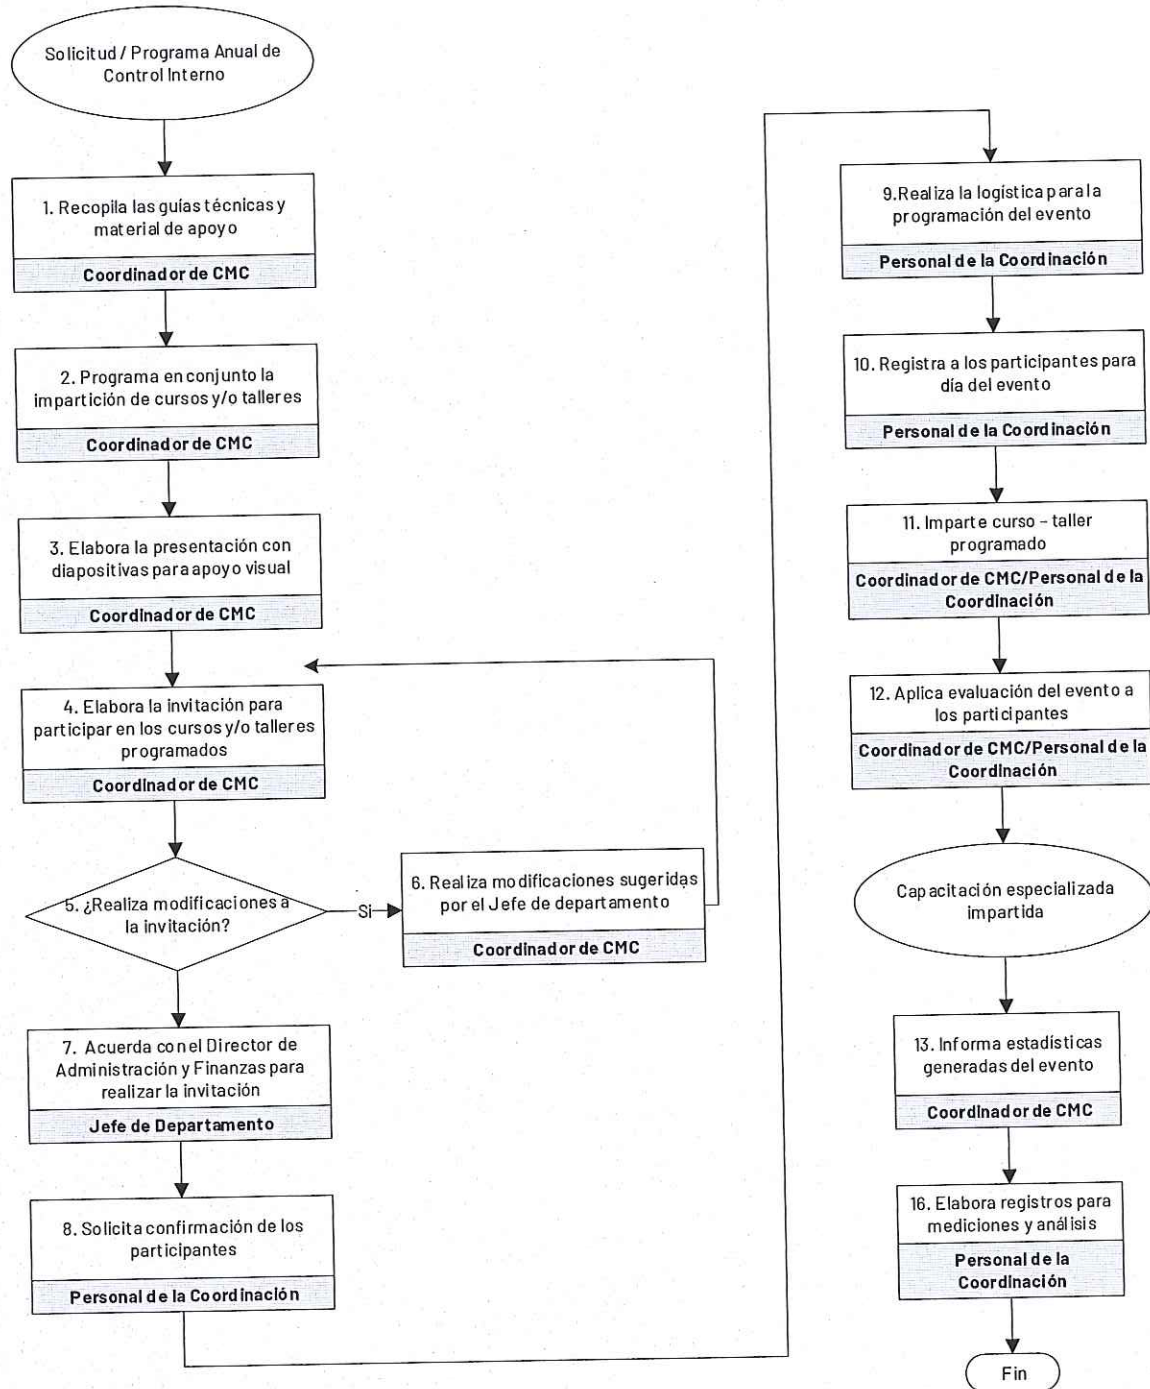 Solicitud / Programa Anual de
Control Interno
1. Recopila las guías técnicas y
material de apoyo
Coordinador de CMC
2. Programa en conjunto la
impartición de cursos y/o talleres
Coordinador de CMC
3. Elabora la presentación con
diapositivas para apoyo visual
Coordinador de CMC
4. Elabora la invitación para
participar en los cursos y/o talleres
programados
Coordinador de CMC
5. ¿Realiza modificaciones a
la invitación?
Si
6. Realiza modificaciones sugeridas
por el Jefe de departamento
Coordinador de CMC
7. Acuerda con el Director de
Administración y Finanzas para
realizar la invitación
Jefe de Departamento
8. Solicita confirmación de los
participantes
Personal de la Coordinación
9.Realiza la logística para la
programación del evento
Personal de la Coordinación
10. Registra a los participantes para
día del evento
Personal de la Coordinación
11. Imparte curso – taller
programado
Coordinador de CMC/Personal de la
Coordinación
12. Aplica evaluación del evento a
los participantes
Coordinador de CMC/Personal de la
Coordinación
Capacitación especializada
impartida
13. Informa estadísticas
generadas del evento
Coordinador de CMC
16. Elabora registros para
mediciones y análisis
Personal de la
Coordinación
Fin